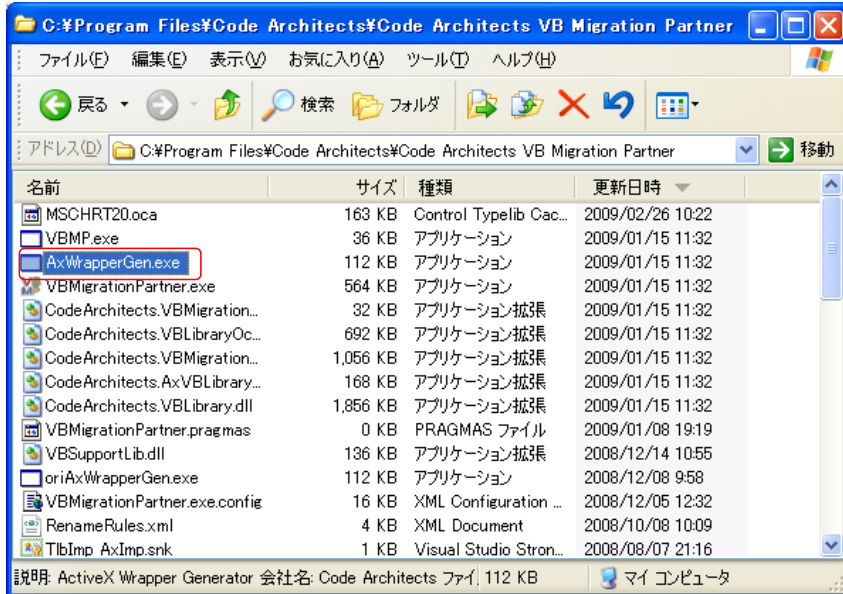 C:¥Program Files¥Code Architects¥Code Architects VB Migration Partner
ファイル(F) 編集(E) 表示(V) お気に入り(A) ツール(T) ヘルプ(H)
戻る 検索 フォルダ
アドレス(D) C:¥Program Files¥Code Architects¥Code Architects VB Migration Partner 移動
名前 サイズ 種類 更新日時
MSCHRT20.oca 163 KB Control Typelib Cac... 2009/02/26 10:22
VBMP.exe 36 KB アプリケーション 2009/01/15 11:32
AxWrapperGen.exe 112 KB アプリケーション 2009/01/15 11:32
VBMigrationPartner.exe 564 KB アプリケーション 2009/01/15 11:32
CodeArchitects.VBMigration... 32 KB アプリケーション拡張 2009/01/15 11:32
CodeArchitects.VBLibraryOc... 692 KB アプリケーション拡張 2009/01/15 11:32
CodeArchitects.VBMigration... 1,056 KB アプリケーション拡張 2009/01/15 11:32
CodeArchitects.AxVBLibrary... 168 KB アプリケーション拡張 2009/01/15 11:32
CodeArchitects.VBLibrary.dll 1,856 KB アプリケーション拡張 2009/01/15 11:32
VBMigrationPartner.pragmas 0 KB PRAGMAS ファイル 2009/01/08 19:19
VBSupportLib.dll 136 KB アプリケーション拡張 2008/12/14 10:55
oriAxWrapperGen.exe 112 KB アプリケーション 2008/12/08 9:58
VBMigrationPartner.exe.config 16 KB XML Configuration ... 2008/12/05 12:32
RenameRules.xml 4 KB XML Document 2008/10/08 10:09
TlbImp_AxImp.snk 1 KB Visual Studio Stron... 2008/08/07 21:16
説明: ActiveX Wrapper Generator 会社名: Code Architects ファイ 112 KB マイ コンピュータ